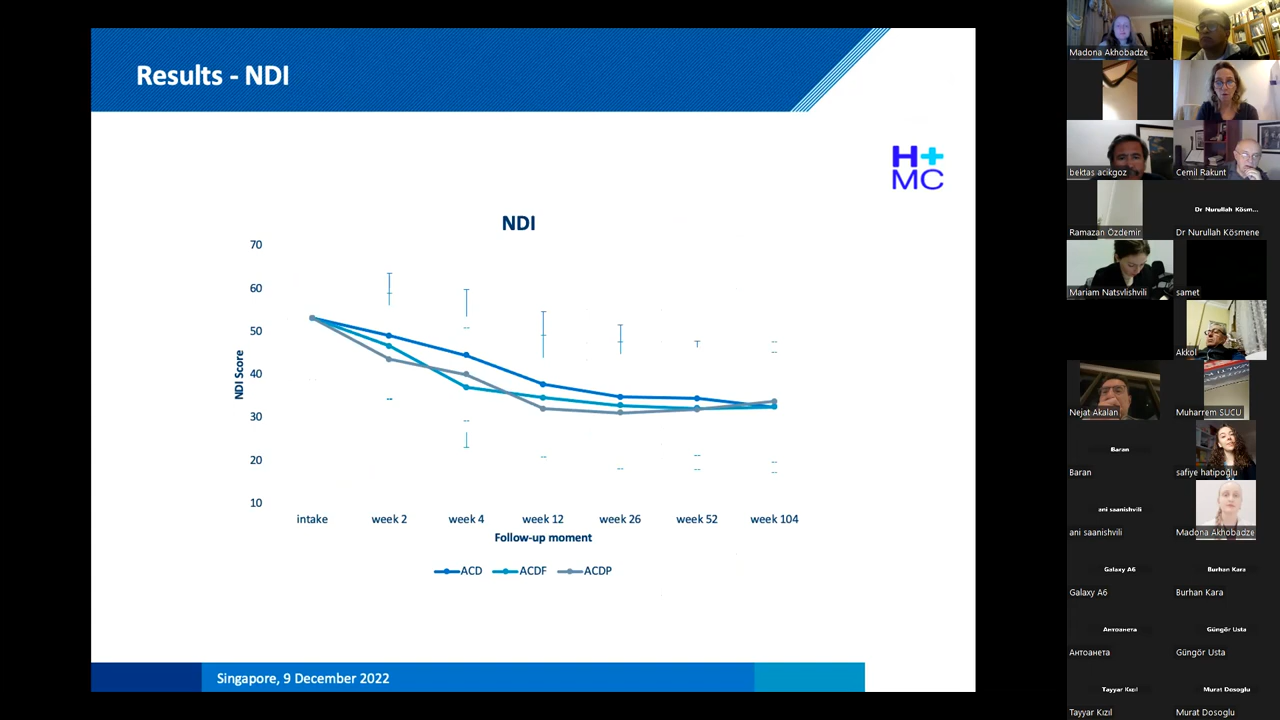 Results - NDI
H+
MC
NDI
70
60
50
40
30
20
10
NDI Score
intake
week 2
week 4
week 12
week 26
week 52
week 104
Follow-up moment
ACD
ACDF
ACDP
Singapore, 9 December 2022
Madona Akhobadze
bektas acikgoz
Cemil Rakunt
Ramazan Özdemir
Dr Nurullah Kösm...
Dr Nurullah Kösmene
Mariam Natsvlishvili
samet
Akkol
Nejat Akalan
Muharrem SUCU
Baran
Baran
safiye hatipoğlu
ani saanishvili
ani saanishvili
Madona Akhobadze
Galaxy A6
Galaxy A6
Burhan Kara
Burhan Kara
Антоанета
Антоанета
Güngör Usta
Güngör Usta
Tayyar Kızıl
Tayyar Kızıl
Murat Dosoglu
Murat Dosoglu